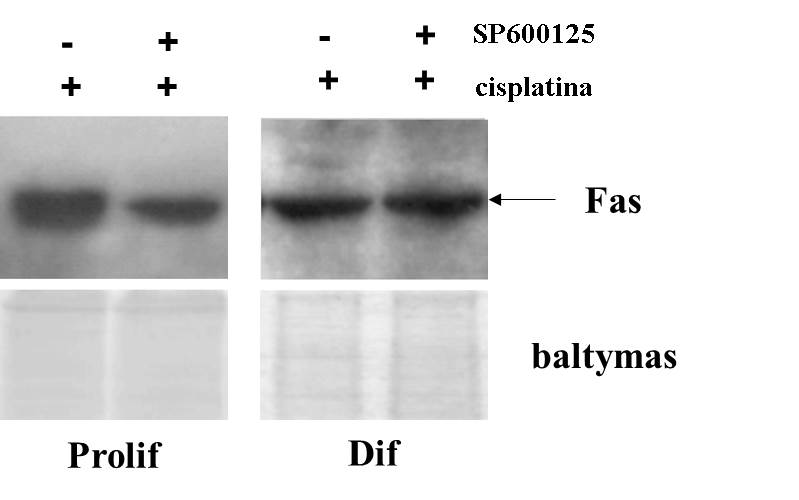 - + - + SP600125
+ + + + cisplatina
Fas
baltymas
Prolif Dif